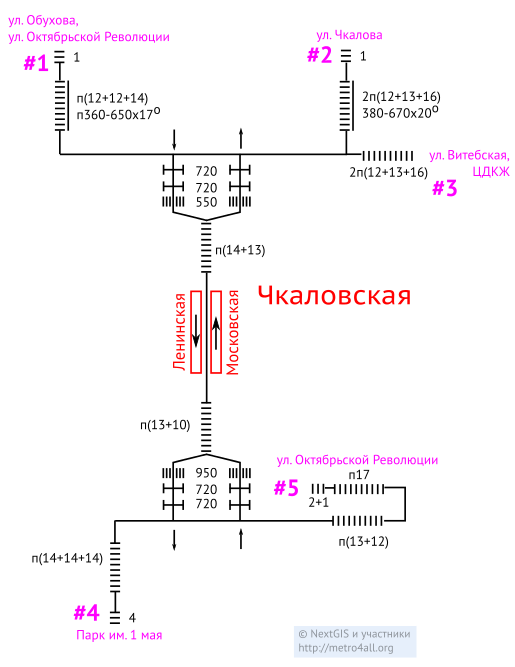 ул. Обухова,
ул. Октябрьской Революции
#1
1
п(12+12+14)
п360-650x17º
ул. Чкалова
#2
1
2п(12+13+16)
380-670x20º
ул. Витебская,
ЦДКЖ
2п(12+13+16)
#3
720
720
550
п(14+13)
Чкаловская
Ленинская
Московская
п(13+10)
950
720
720
ул. Октябрьской Революции
п17
#5
2+1
п(13+12)
п(14+14+14)
#4
4
Парк им. 1 мая
© NextGIS и участники
http://metro4all.org